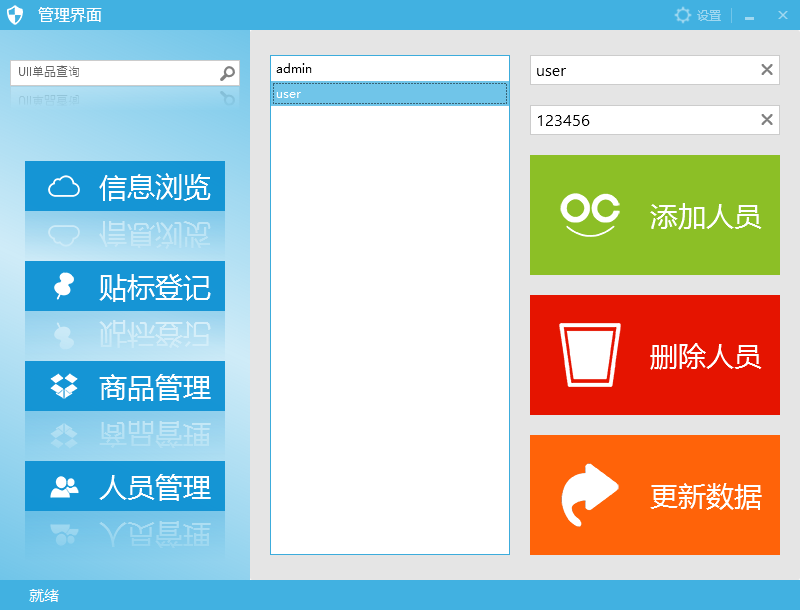 管理界面
设置
UII单品查询
信息浏览
贴标登记
商品管理
人员管理
admin
user
user
123456
添加人员
删除人员
更新数据
就绪